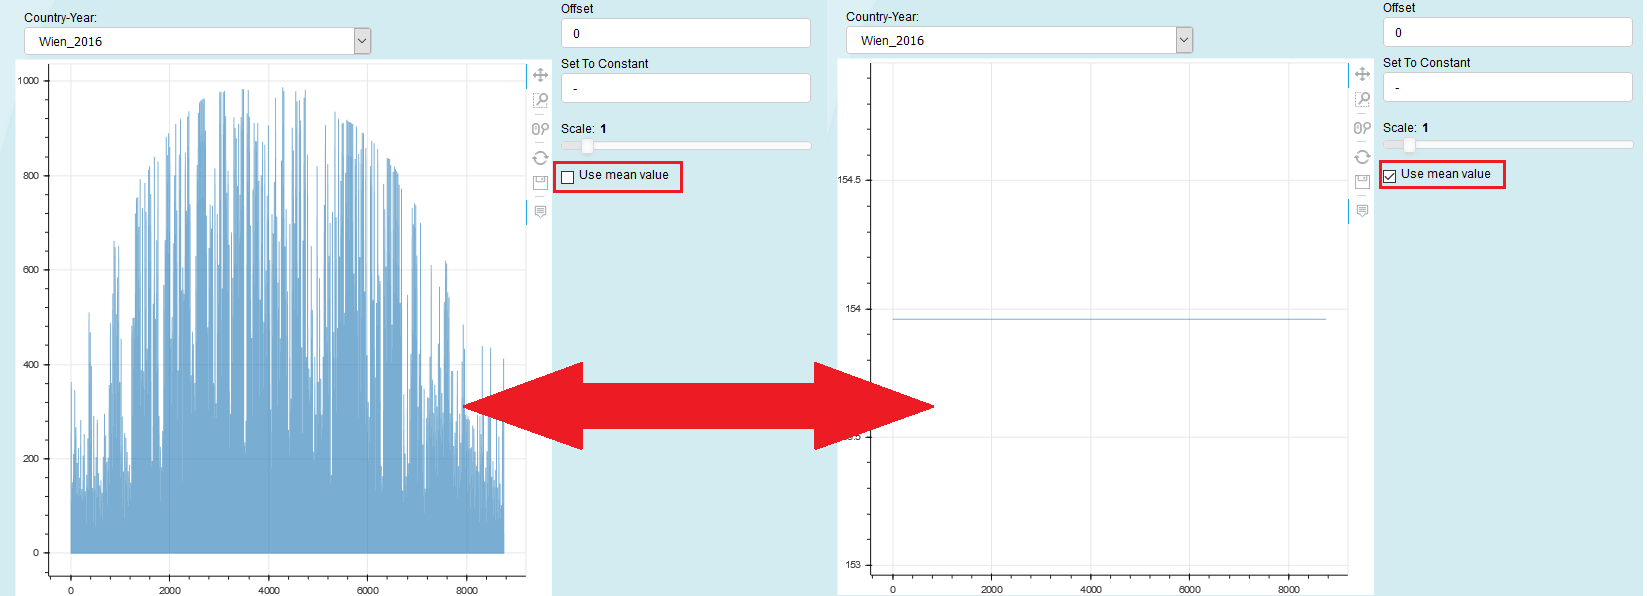 Country-Year:
Wien_2016
Offset
0
Set To Constant
-
Scale: 1
Use mean value
1000
800
600
400
200
0
0
2000
4000
6000
8000
Country-Year:
Wien_2016
Offset
0
Set To Constant
-
Scale: 1
Use mean value
154.5
154
153
0
2000
4000
6000
8000